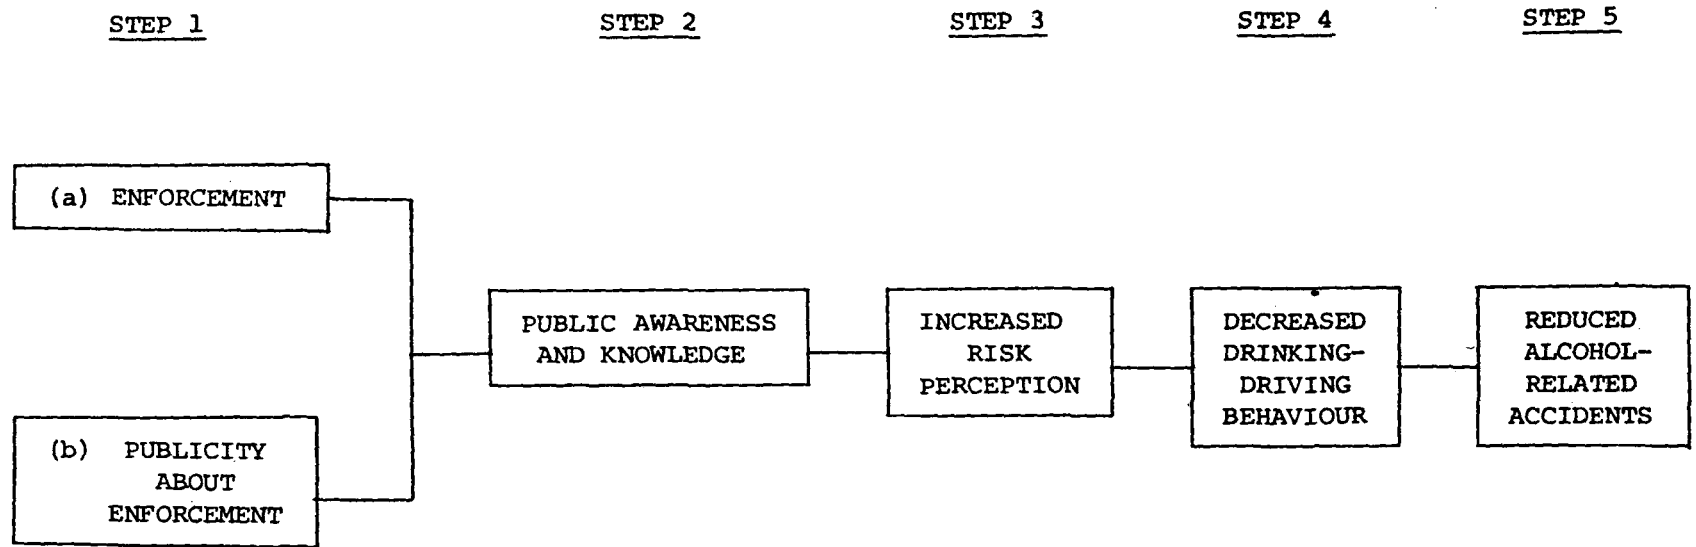 STEP 1 STEP 2 STEP 3 STEP 4 STEP 5
(a) ENFORCEMENT
(b) PUBLICITY
ABOUT
ENFORCEMENT
PUBLIC AWARENESS
AND KNOWLEDGE
INCREASED
RISK
PERCEPTION
DECREASED
DRINKING-
DRIVING
BEHAVIOUR
REDUCED
ALCOHOL-
RELATED
ACCIDENTS